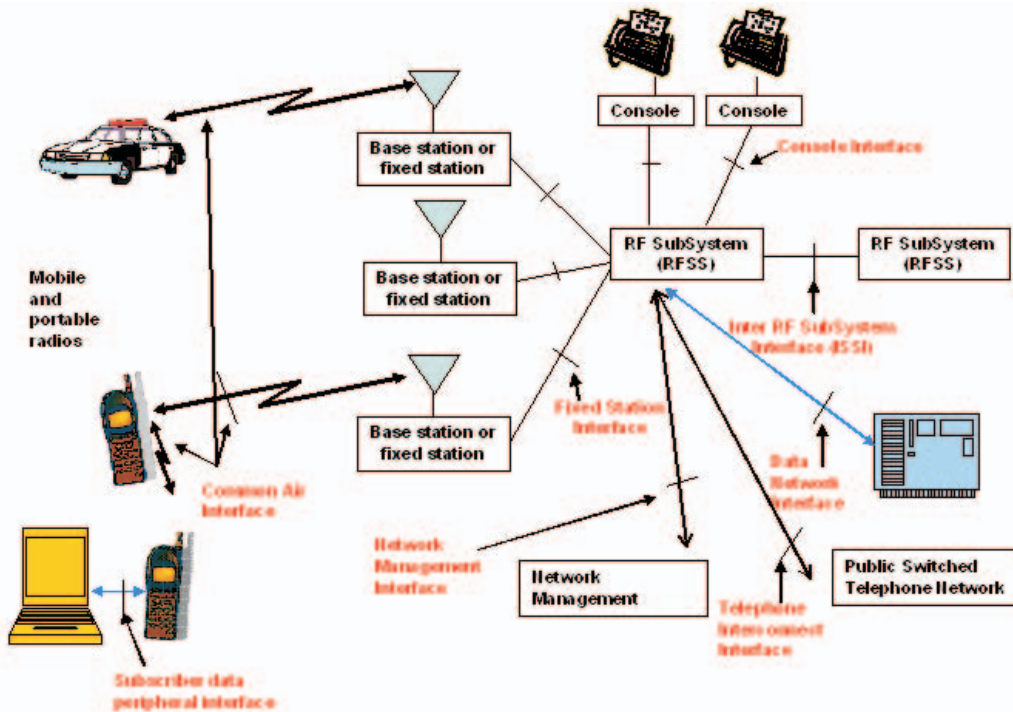 Console
Console
Console Interface
Base station or
fixed station
RF SubSystem
(RFSS)
RF SubSystem
(RFSS)
Mobile
and
portable
radios
Base station or
fixed station
Inter RF SubSystem
Interface (ISSI)
Base station or
fixed station
Fixed Station
Interface
Common Air
Interface
Data
Network
Interface
Network
Management
Interface
Network
Management
Public Switched
Telephone Network
Telephone
Interconnect
Interface
Subscriber data
peripheral interface